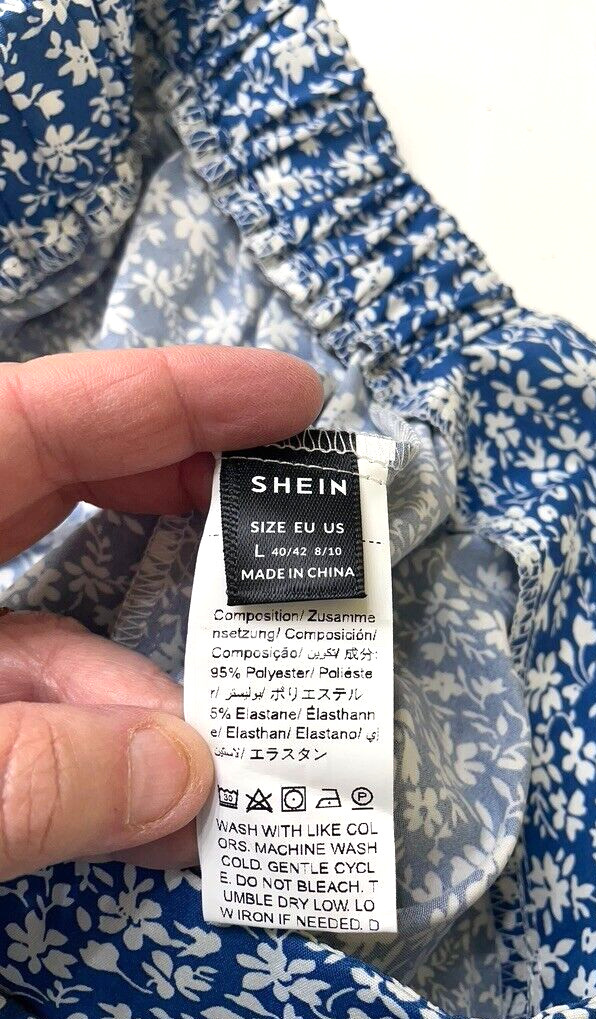 SHEIN
SIZE EU US
L 40/42 8/10
MADE IN CHINA
Composition/ Zusamme
nsetzung/ Composición/
Composição/ تكوين/ 成分:
95% Polyester/ Polieste
r/ بوليستر/ ポリエステル
5% Elastane/ Élasthann
e/ Elasthan/ Elastano/ إي
لاستين/ エラスタン
30
P
WASH WITH LIKE COL
ORS. MACHINE WASH
COLD. GENTLE CYCL
E. DO NOT BLEACH. T
UMBLE DRY LOW. LO
W IRON IF NEEDED. D